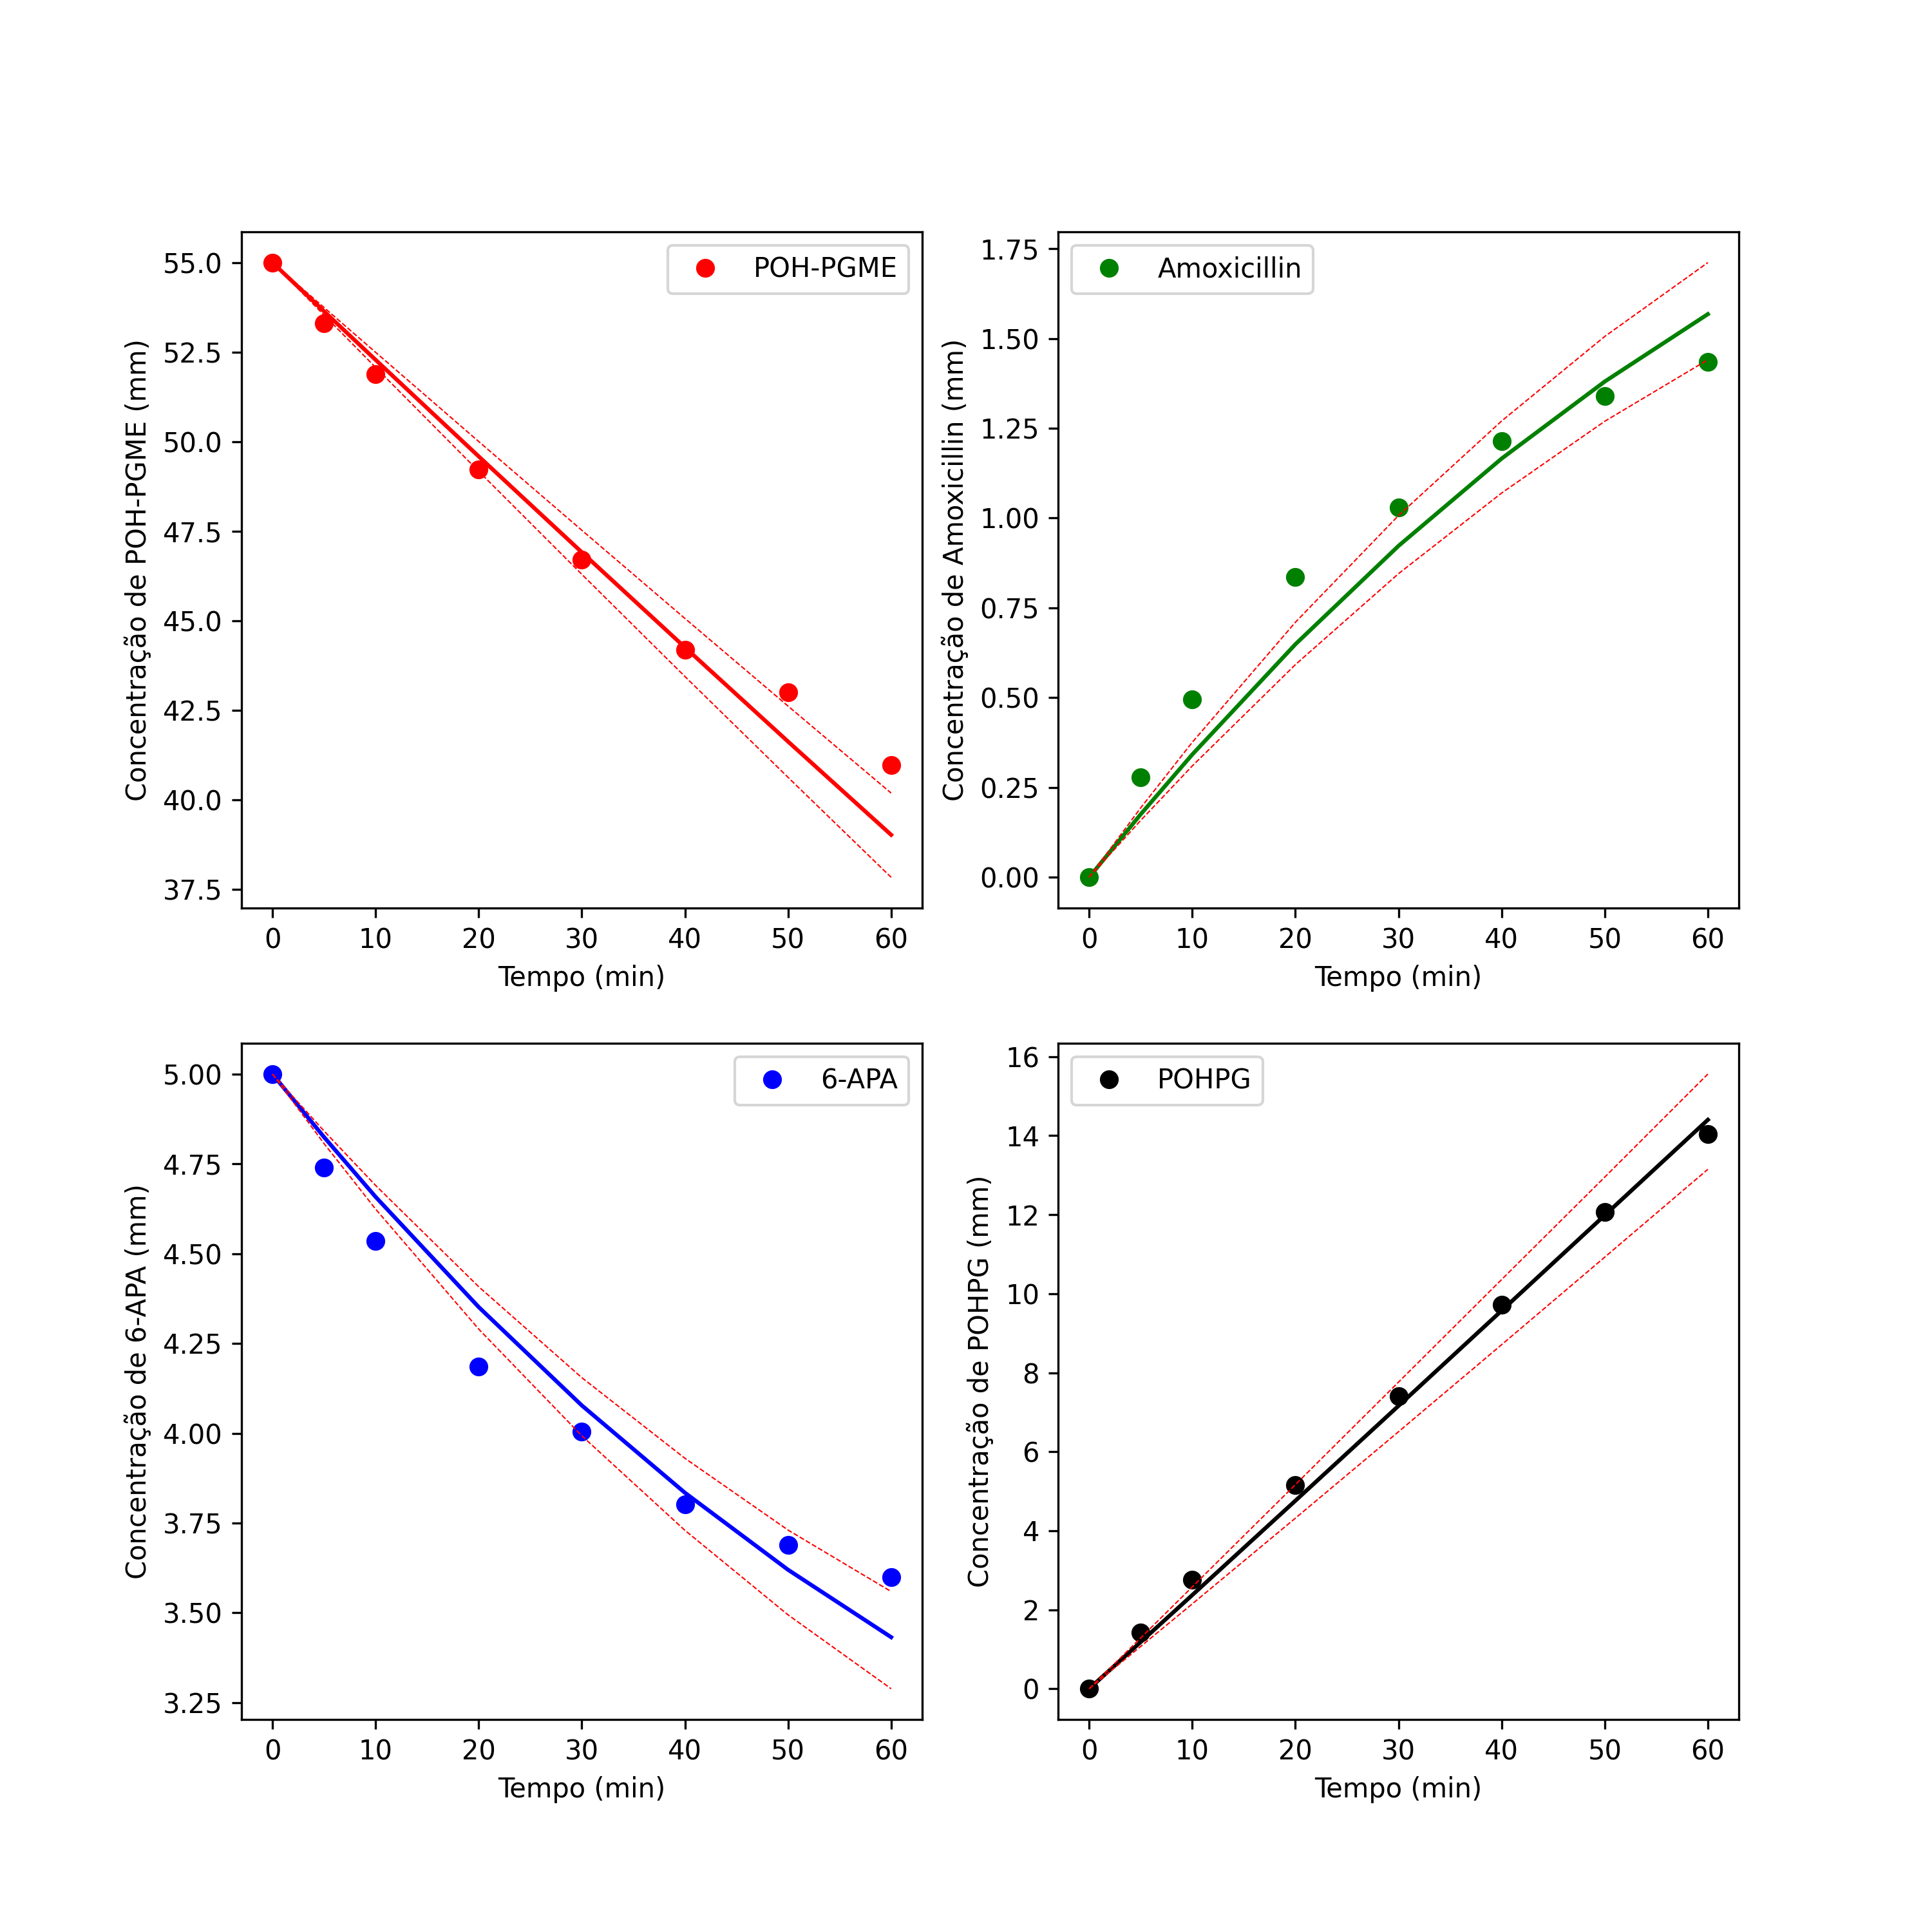 Concentração de POH-PGME (mm)
55.0
52.5
50.0
47.5
45.0
42.5
40.0
37.5
POH-PGME
0 10 20 30 40 50 60
Tempo (min)
Concentração de Amoxicillin (mm)
1.75
1.50
1.25
1.00
0.75
0.50
0.25
0.00
Amoxicillin
0 10 20 30 40 50 60
Tempo (min)
Concentração de 6-APA (mm)
5.00
4.75
4.50
4.25
4.00
3.75
3.50
3.25
6-APA
0 10 20 30 40 50 60
Tempo (min)
Concentração de POHPG (mm)
16
14
12
10
8
6
4
2
0
POHPG
0 10 20 30 40 50 60
Tempo (min)